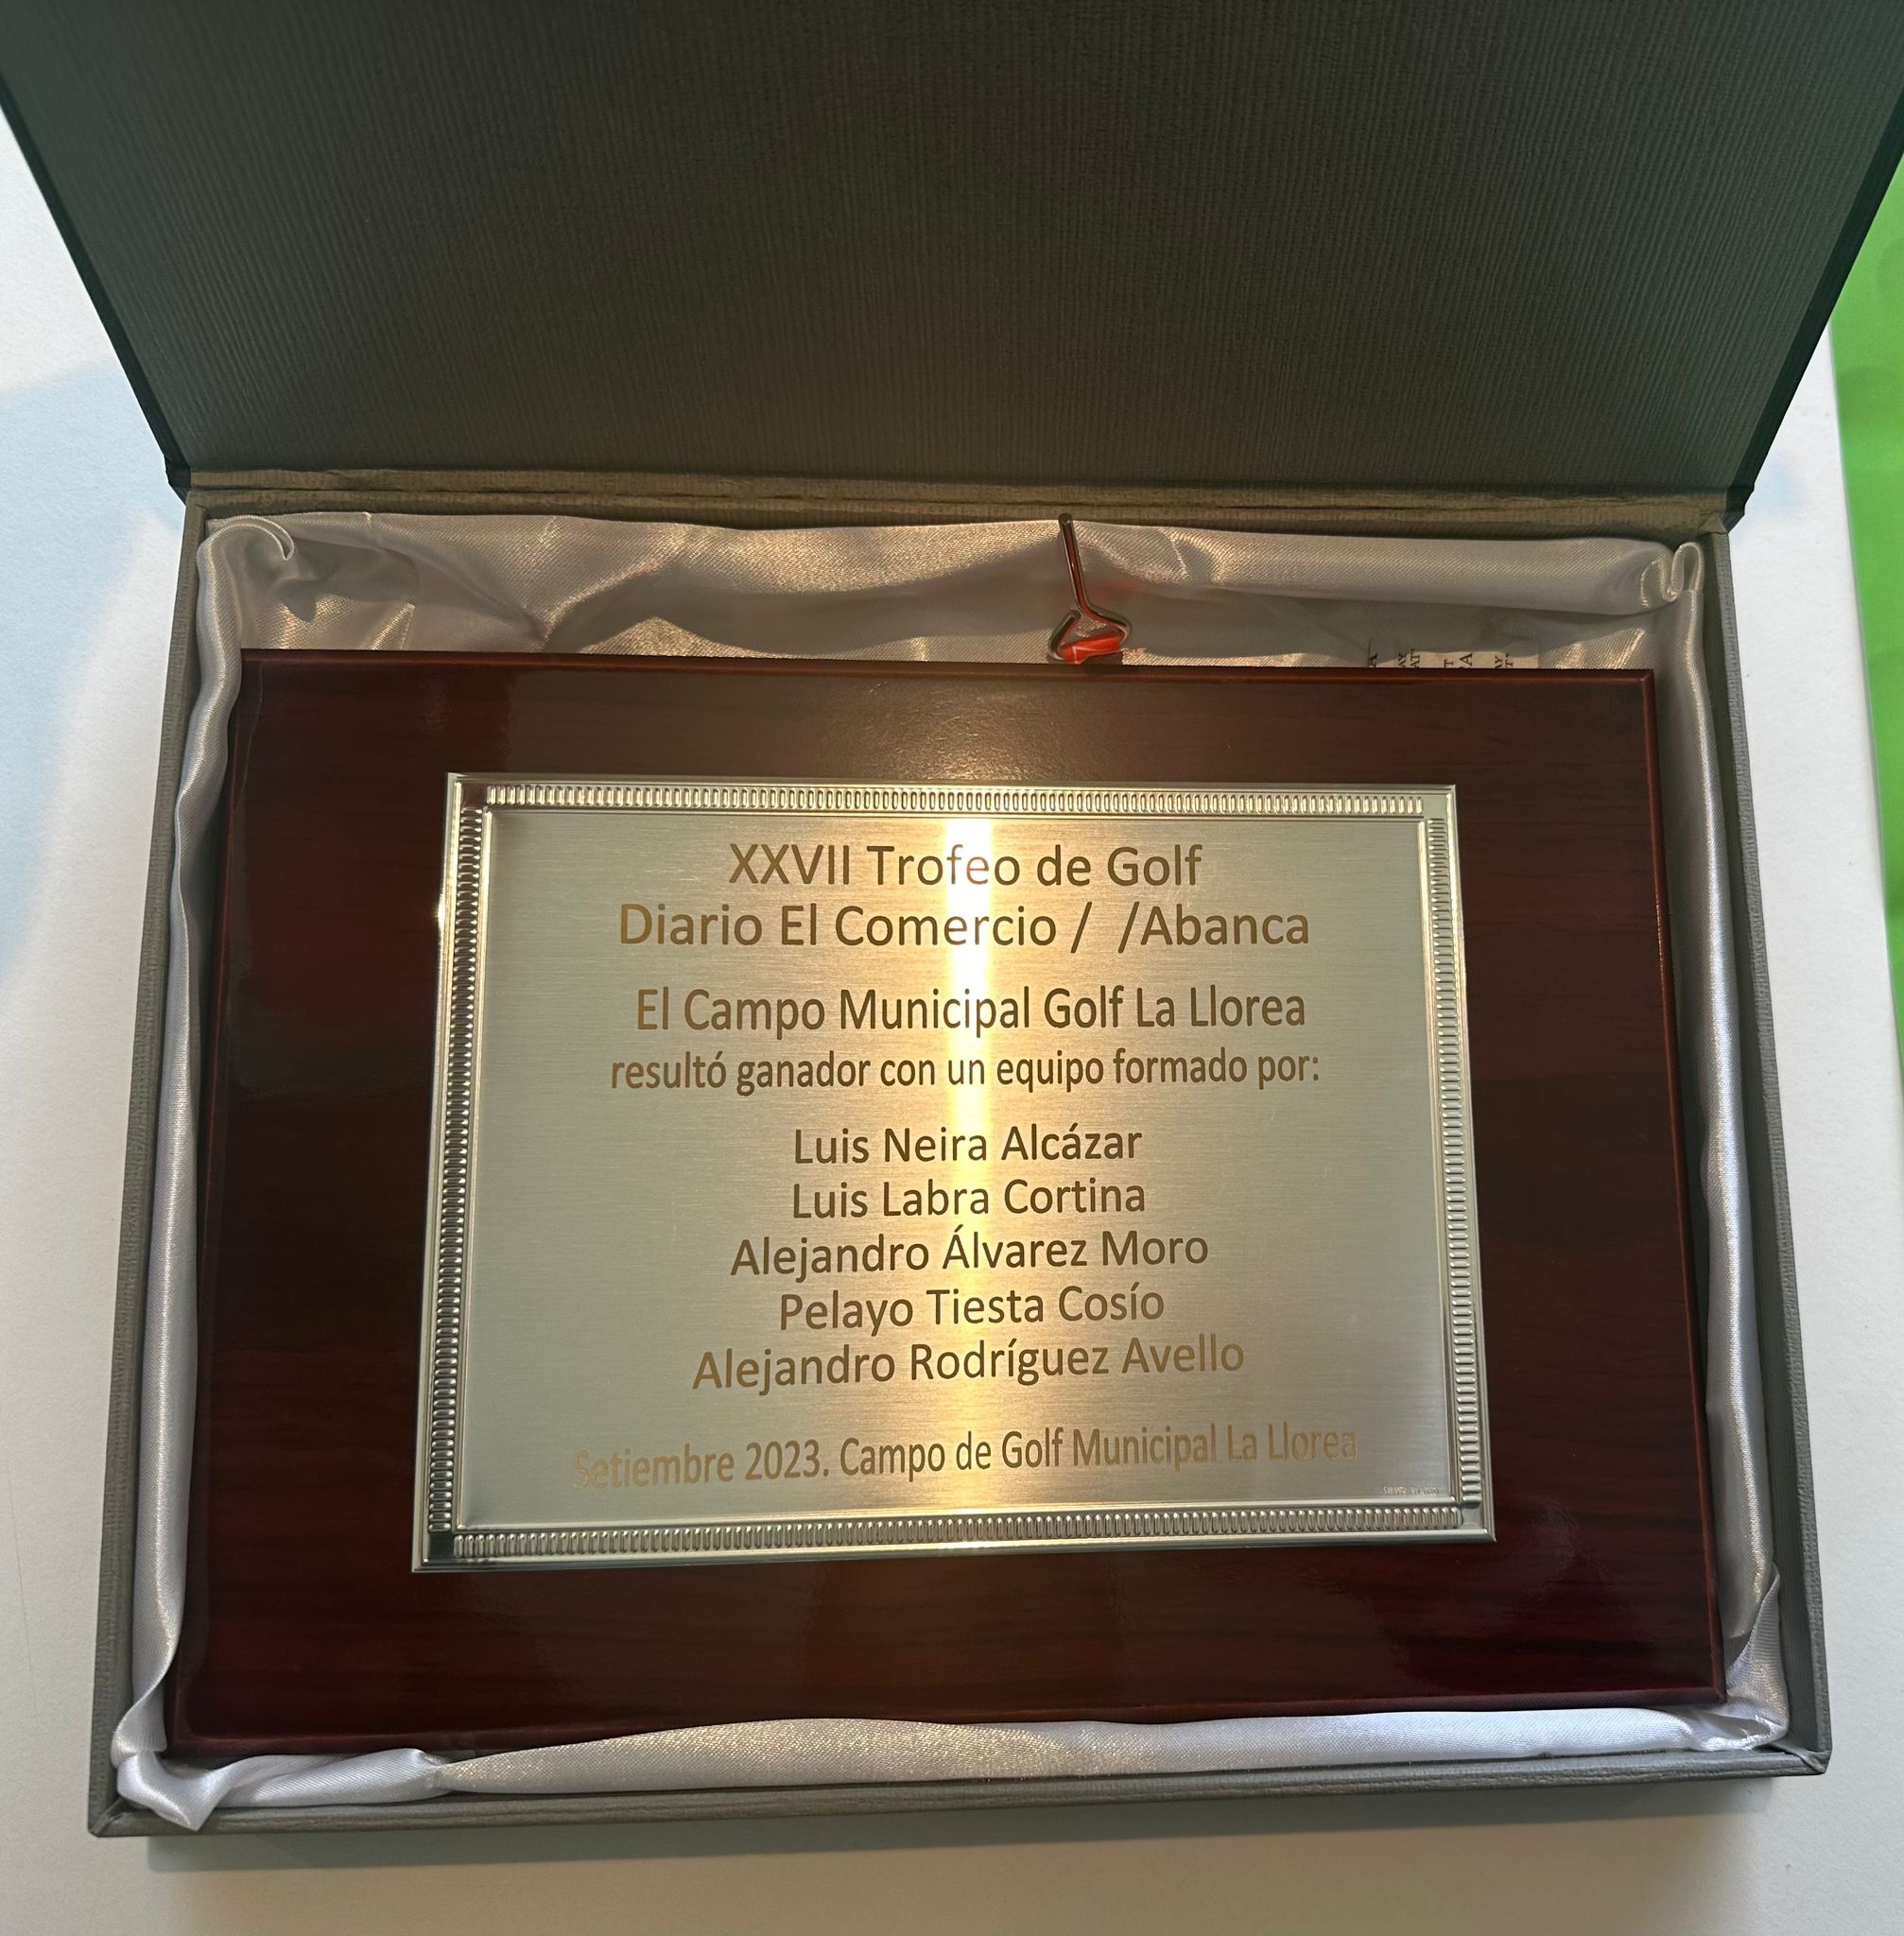 XXVII Trofeo de Golf
Diario El Comercio / /Abanca
El Campo Municipal Golf La Llorea
resultó ganador con un equipo formado por:
Luis Neira Alcázar
Luis Labra Cortina
Alejandro Álvarez Moro
Pelayo Tiesta Cosío
Alejandro Rodríguez Avello
Setiembre 2023. Campo de Golf Municipal La Llorea